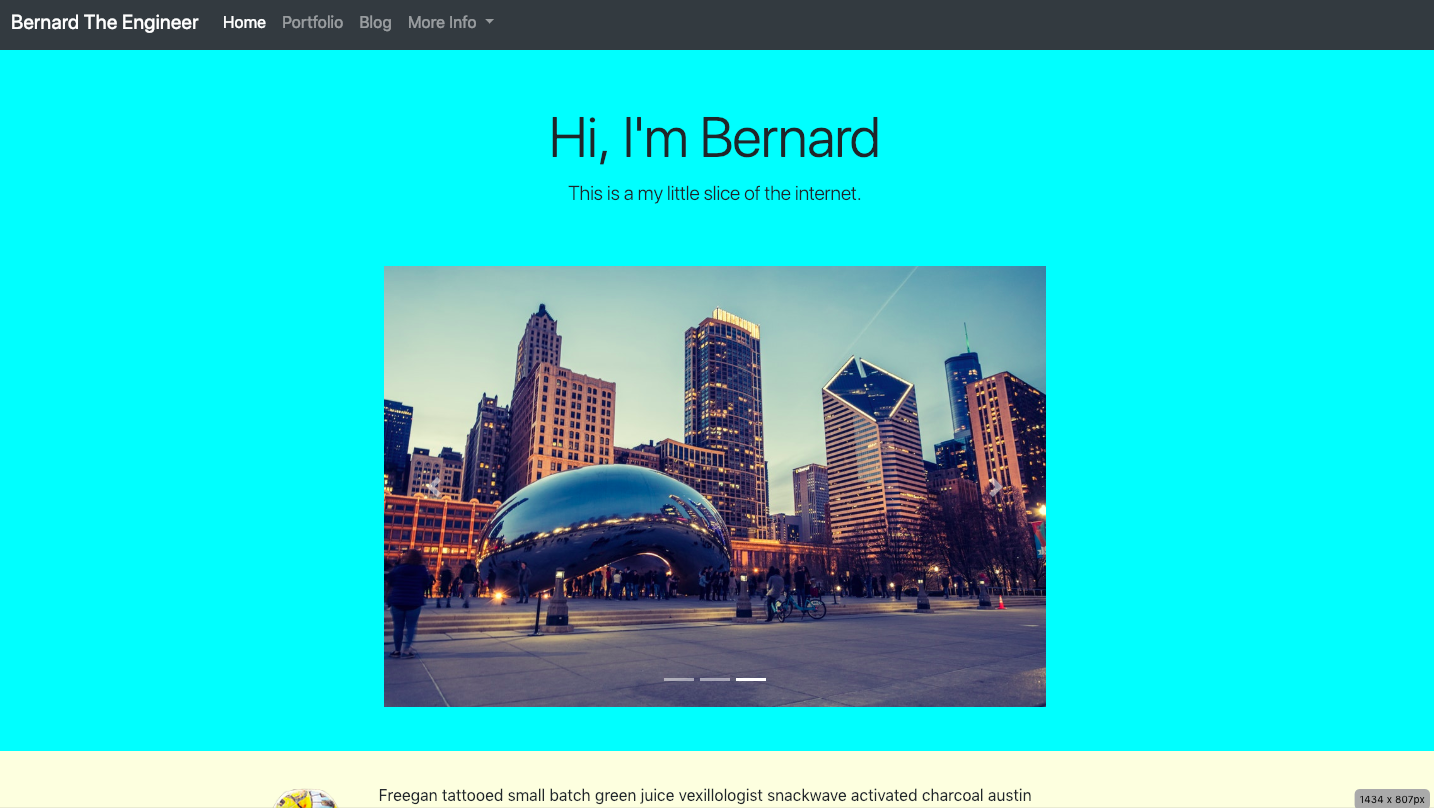 Bernard The Engineer Home Portfolio Blog More Info
Hi, I'm Bernard
This is a my little slice of the internet.
Freegan tattooed small batch green juice vexillologist snackwave activated charcoal austin
1434 x 807px